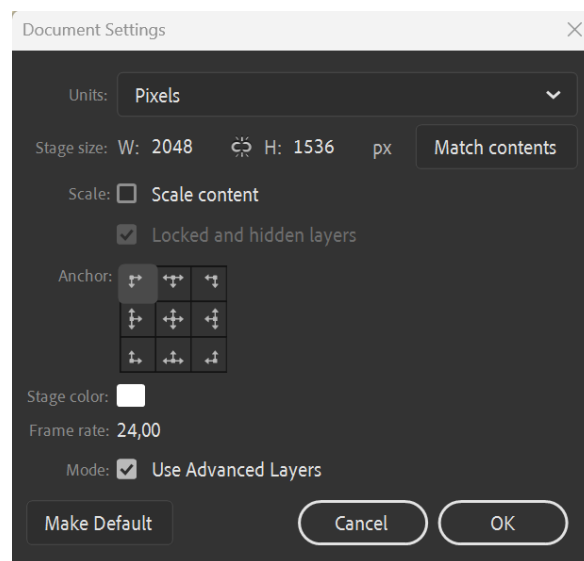 Document Settings
Units: Pixels
Stage size: W: 2048 H: 1536 px Match contents
Scale: Scale content
Locked and hidden layers
Anchor:
Stage color:
Frame rate: 24,00
Mode: Use Advanced Layers
Make Default Cancel OK